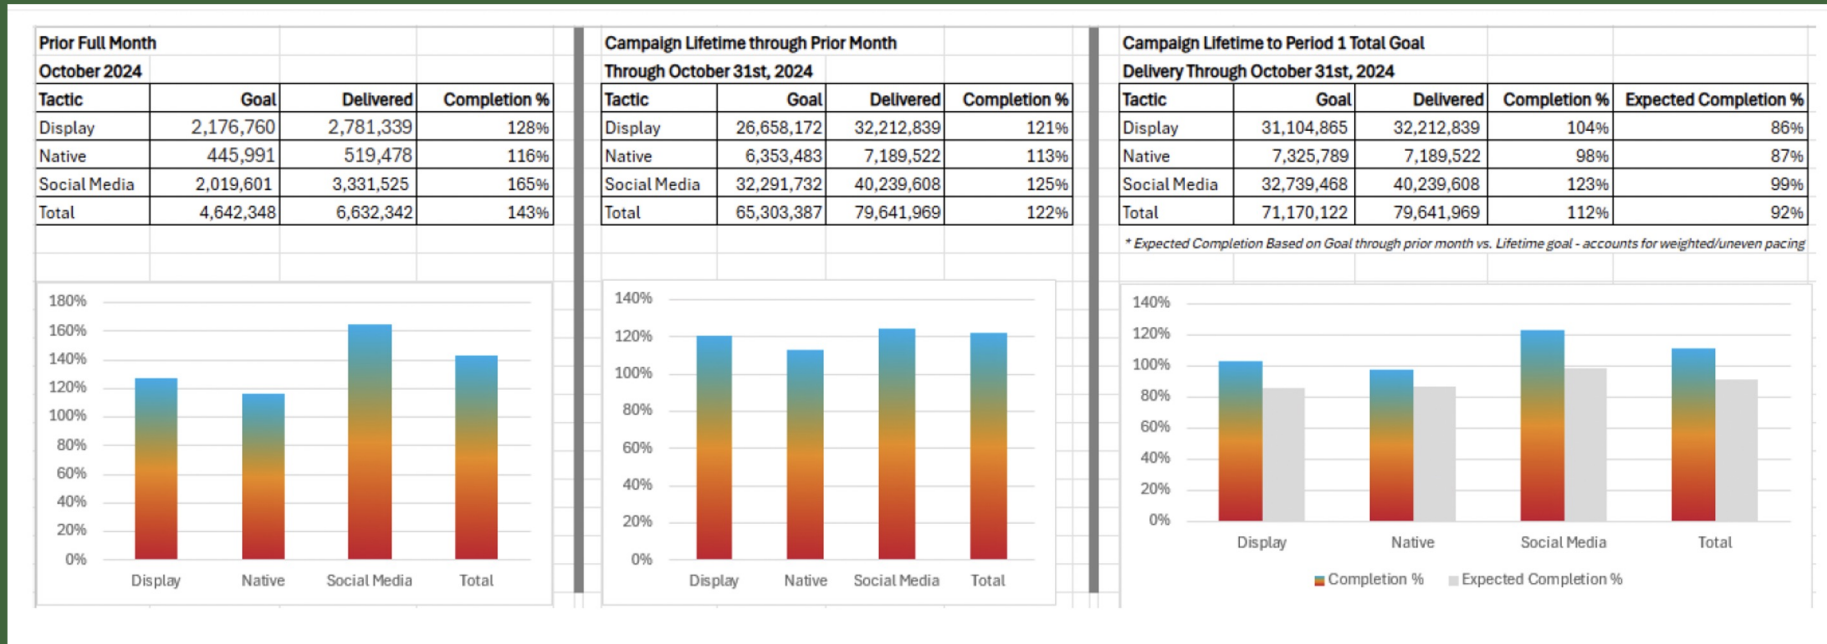 Prior Full Month
October 2024
Tactic Goal Delivered Completion %
Display 2,176,760 2,781,339 128%
Native 445,991 519,478 116%
Social Media 2,019,601 3,331,525 165%
Total 4,642,348 6,632,342 143%
180%
160%
140%
120%
100%
80%
60%
40%
20%
0%
Display Native Social Media Total
Campaign Lifetime through Prior Month
Through October 31st, 2024
Tactic Goal Delivered Completion %
Display 26,658,172 32,212,839 121%
Native 6,353,483 7,189,522 113%
Social Media 32,291,732 40,239,608 125%
Total 65,303,387 79,641,969 122%
140%
120%
100%
80%
60%
40%
20%
0%
Display Native Social Media Total
Campaign Lifetime to Period 1 Total Goal
Delivery Through October 31st, 2024
Tactic Goal Delivered Completion % Expected Completion %
Display 31,104,865 32,212,839 104% 86%
Native 7,325,789 7,189,522 98% 87%
Social Media 32,739,468 40,239,608 123% 99%
Total 71,170,122 79,641,969 112% 92%
* Expected Completion Based on Goal through prior month vs. Lifetime goal - accounts for weighted/uneven pacing
140%
120%
100%
80%
60%
40%
20%
0%
Display Native Social Media Total
Completion % Expected Completion %